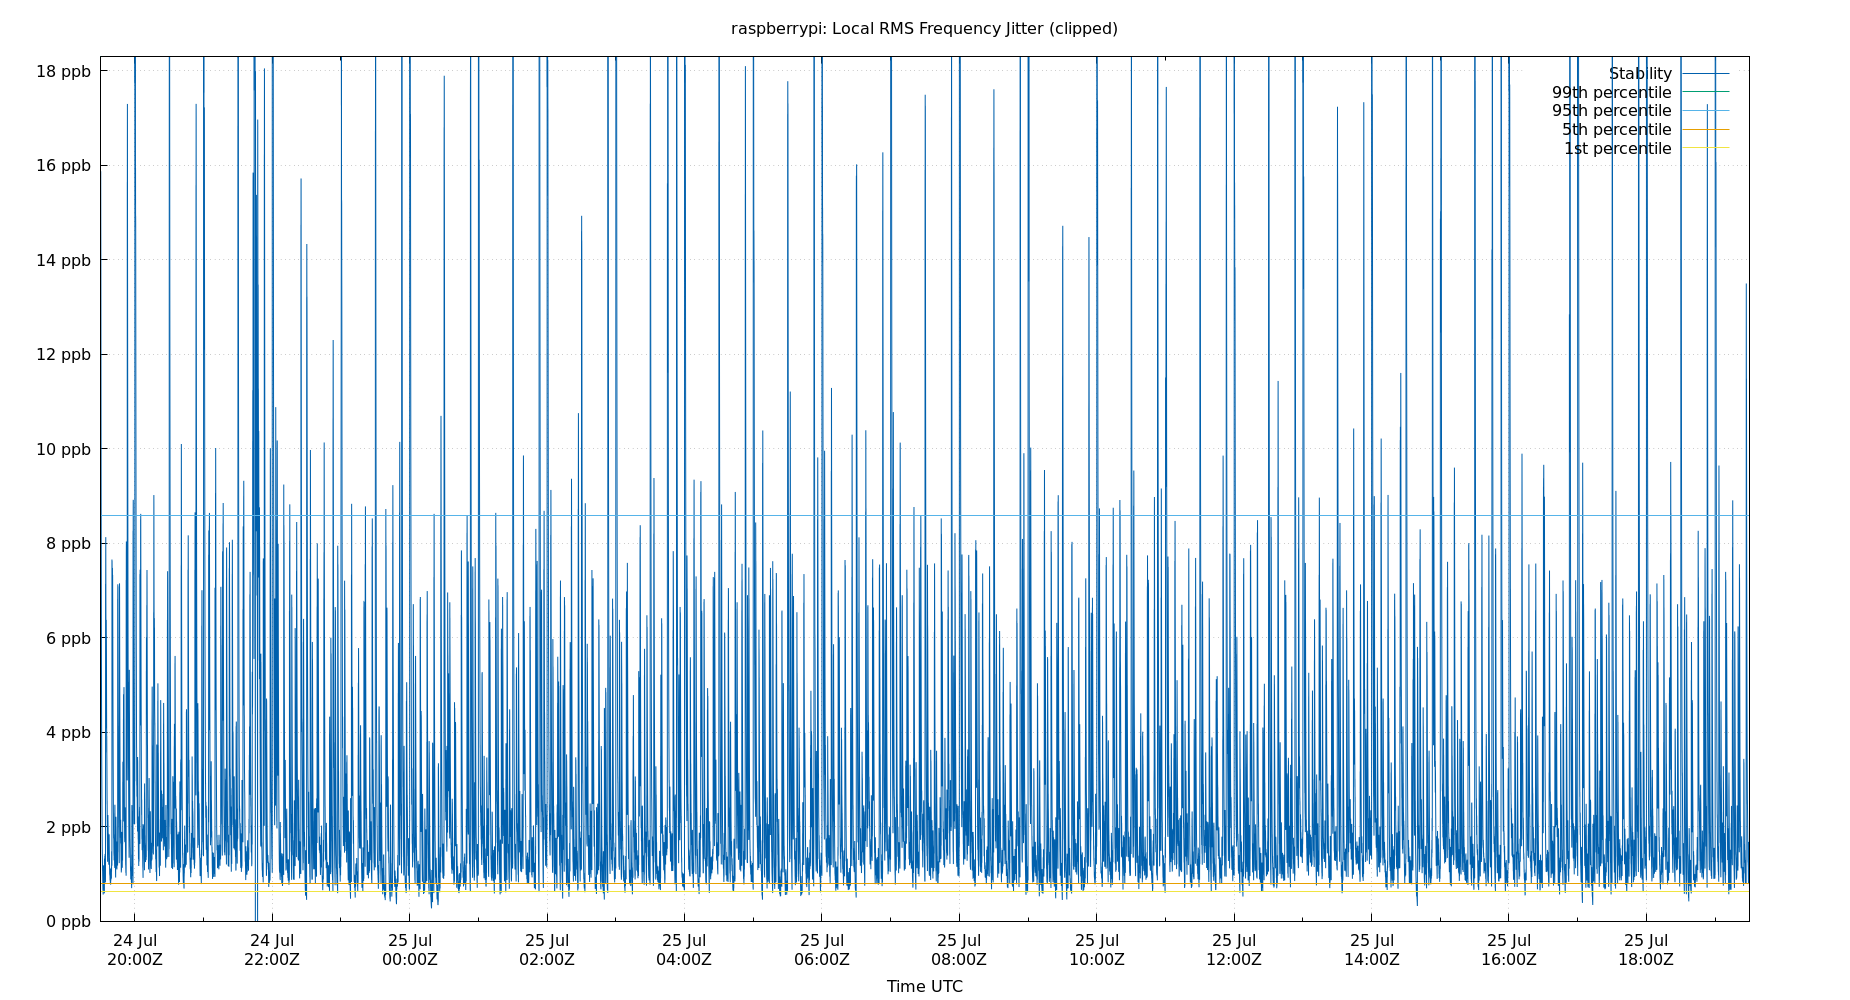 raspberrypi: Local RMS Frequency Jitter (clipped)
18 ppb
16 ppb
14 ppb
12 ppb
10 ppb
8 ppb
6 ppb
4 ppb
2 ppb
0 ppb
Stability
99th percentile
95th percentile
5th percentile
1st percentile
24 Jul 24 Jul 25 Jul 25 Jul 25 Jul 25 Jul 25 Jul 25 Jul 25 Jul 25 Jul 25 Jul 25 Jul
20:00Z 22:00Z 00:00Z 02:00Z 04:00Z 06:00Z 08:00Z 10:00Z 12:00Z 14:00Z 16:00Z 18:00Z
Time UTC